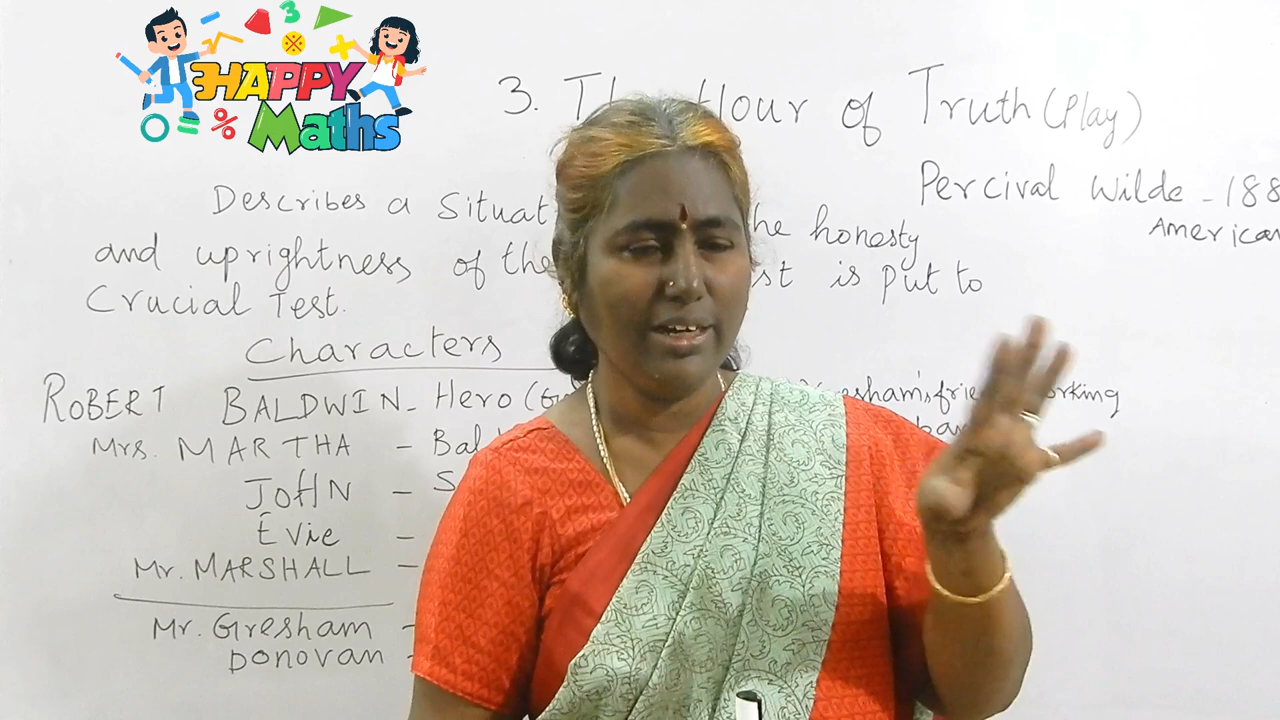 HAPPY
Maths
3. The Hour of Truth (Play)
Percival Wilde - 188
American
Describes a Situat he honesty
and uprightness of the st is put to
Crucial Test.
Characters
ROBERT BALDWIN - Hero ( esham's frie orking
Mrs. MARTHA - Bal
JOHN - S
Evie -
Mr. MARSHALL -
Mr. Gresham -
Donovan -